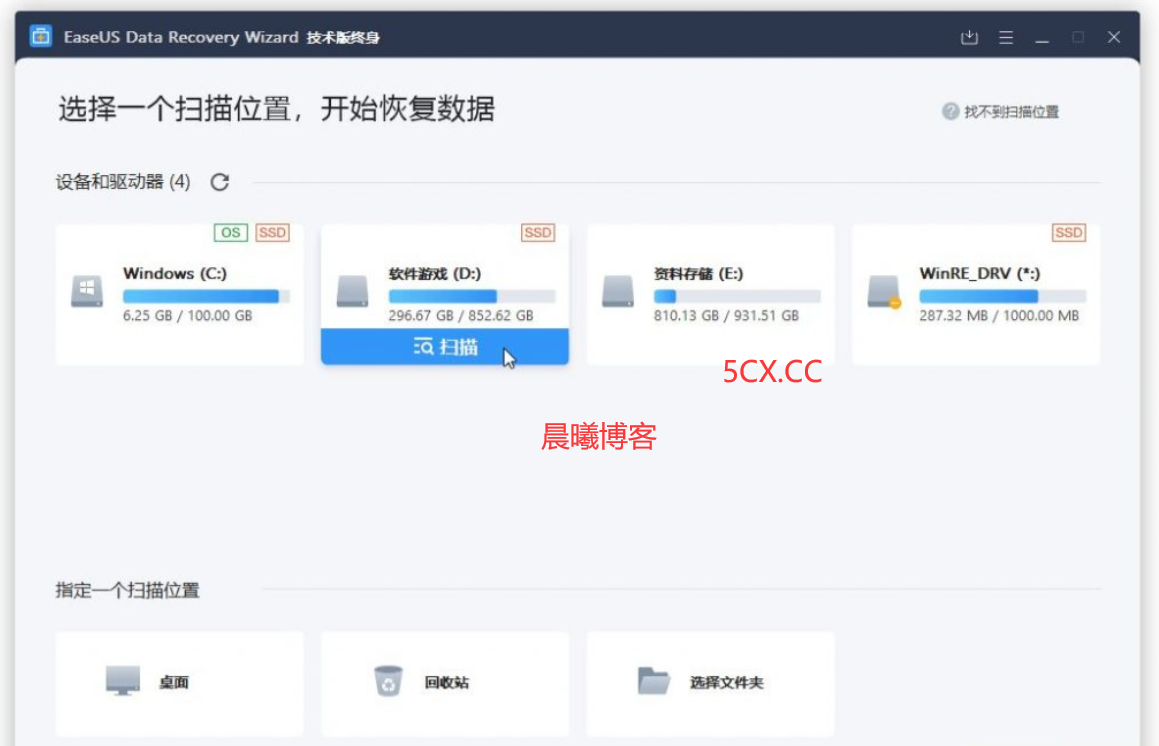 EaseUS Data Recovery Wizard 技术版终身
选择一个扫描位置，开始恢复数据
找不到扫描位置
设备和驱动器 (4)
OS SSD
Windows (C:)
6.25 GB / 100.00 GB
SSD
软件游戏 (D:)
296.67 GB / 852.62 GB
扫描
资料存储 (E:)
810.13 GB / 931.51 GB
SSD
WinRE_DRV (*:)
287.32 MB / 1000.00 MB
5CX.CC
晨曦博客
指定一个扫描位置
桌面
回收站
选择文件夹